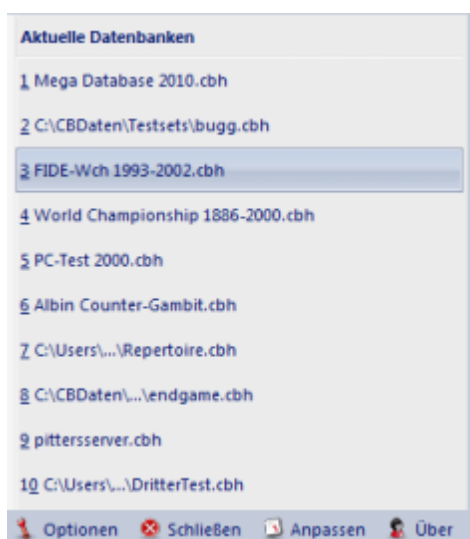 Aktuelle Datenbanken
1 Mega Database 2010.cbh
2 C:\CBDaten\Testsets\bugg.cbh
3 FIDE-Wch 1993-2002.cbh
4 World Championship 1886-2000.cbh
5 PC-Test 2000.cbh
6 Albin Counter-Gambit.cbh
7 C:\Users\...\Repertoire.cbh
8 C:\CBDaten\...\endgame.cbh
9 pittersserver.cbh
10 C:\Users\...\DritterTest.cbh
Optionen Schließen Anpassen Über